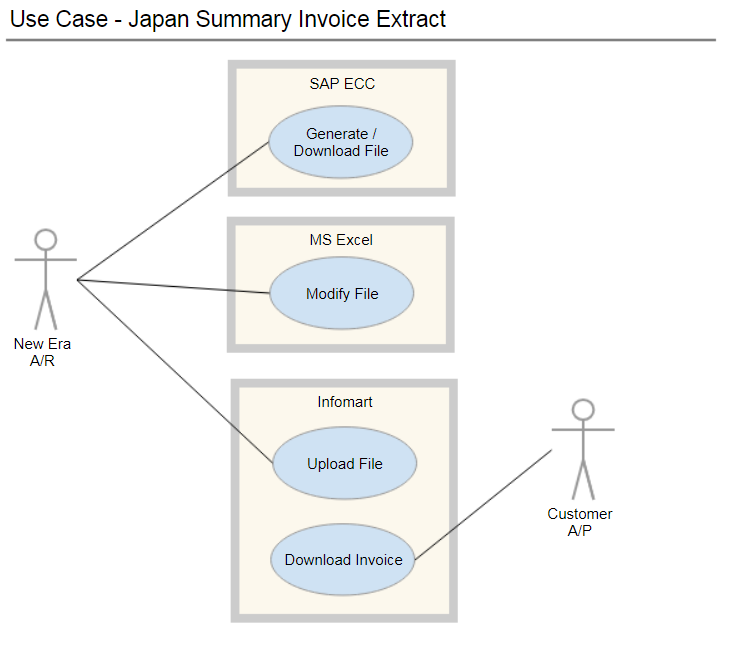 Use Case - Japan Summary Invoice Extract
SAP ECC
Generate /
Download File
MS Excel
Modify File
New Era
A/R
Infomart
Upload File
Customer
A/P
Download Invoice